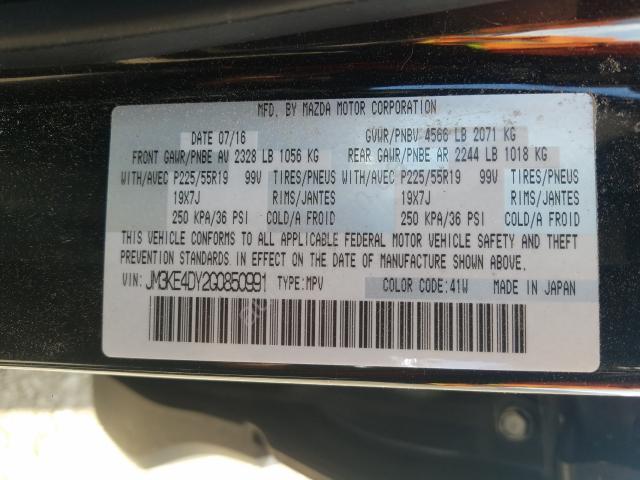 MFD. BY MAZDA MOTOR CORPORATION
DATE 07/16 GVWR/PNBV 4566 LB 2071 KG
FRONT GAWR/PNBE AV 2328 LB 1056 KG REAR GAWR/PNBE AR 2244 LB 1018 KG
WITH/AVEC P225/55R19 99V TIRES/PNEUS WITH/AVEC P225/55R19 99V TIRES/PNEUS
19X7J RIMS/JANTES 19X7J RIMS/JANTES
250 KPA/36 PSI COLD/A FROID 250 KPA/36 PSI COLD/A FROID
THIS VEHICLE CONFORMS TO ALL APPLICABLE FEDERAL MOTOR VEHICLE SAFETY AND THEFT
PREVENTION STANDARDS IN EFFECT ON THE DATE OF MANUFACTURE SHOWN ABOVE.
VIN: JM3KE4DY2G0850991 TYPE:MPV COLOR CODE:41W MADE IN JAPAN